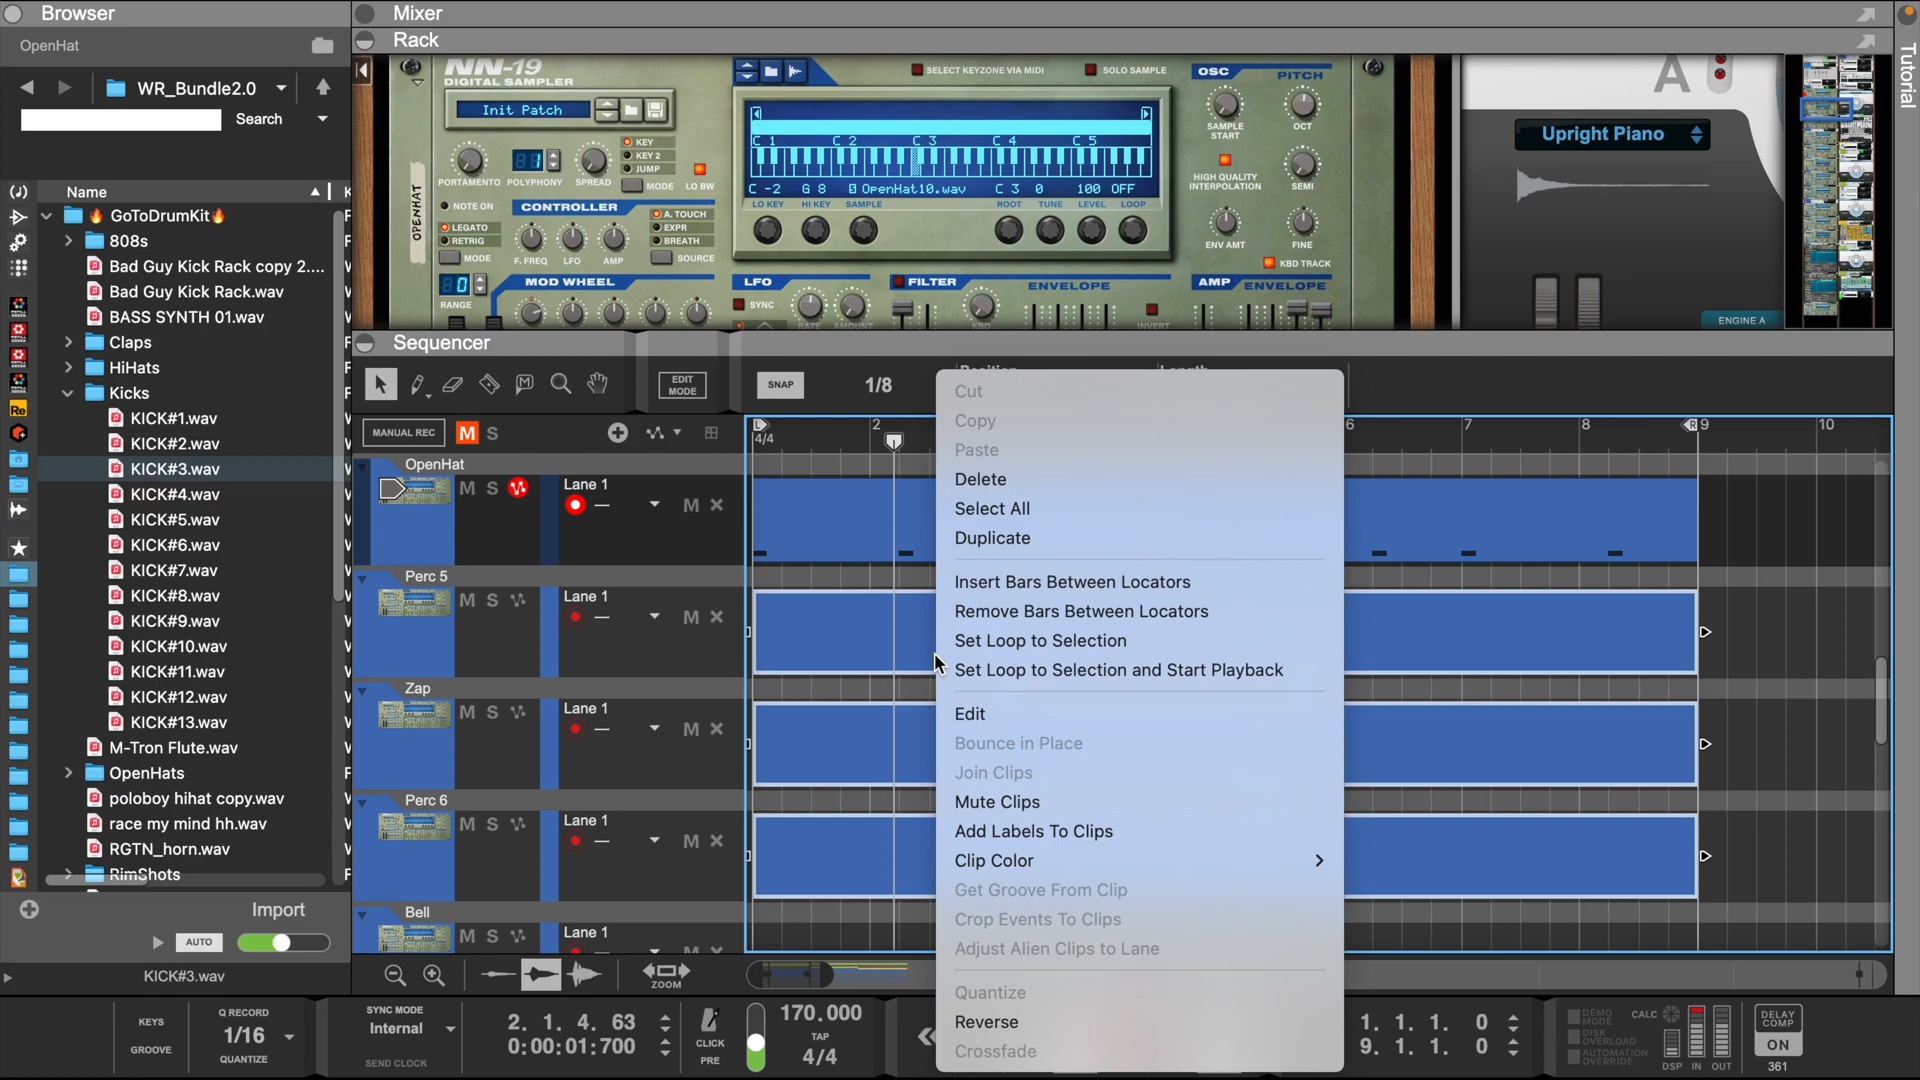 Browser
OpenHat
WR_Bundle2.0
Search
Name
🔥 GoToDrumKit🔥
808s
Bad Guy Kick Rack copy 2....
Bad Guy Kick Rack.wav
BASS SYNTH 01.wav
Claps
HiHats
Kicks
KICK#1.wav
KICK#2.wav
KICK#3.wav
KICK#4.wav
KICK#5.wav
KICK#6.wav
KICK#7.wav
KICK#8.wav
KICK#9.wav
KICK#10.wav
KICK#11.wav
KICK#12.wav
KICK#13.wav
M-Tron Flute.wav
OpenHats
poloboy hihat copy.wav
race my mind hh.wav
RGTN_horn.wav
RimShots
Import
AUTO
KICK#3.wav
Mixer
Rack
Tutorial
NN-19
DIGITAL SAMPLER
Init Patch
PORTAMENTO POLYPHONY SPREAD
KEY
KEY 2
JUMP
MODE LO BW
OPENHAT
NOTE ON
LEGATO
RETRIG
MODE
CONTROLLER
F. FREQ LFO AMP
A. TOUCH
EXPR
BREATH
SOURCE
RANGE
MOD WHEEL
SELECT KEYZONE VIA MIDI SOLO SAMPLE
C 1 C 2 C 3 C 4 C 5
C -2 G 8 OpenHat10.wav C 3 0 100 OFF
LO KEY HI KEY SAMPLE ROOT TUNE LEVEL LOOP
LFO
SYNC
RATE AMOUNT
FILTER ENVELOPE
KBD
INVERT
OSC PITCH
SAMPLE START
OCT
HIGH QUALITY INTERPOLATION
SEMI
ENV AMT
FINE
KBD TRACK
AMP ENVELOPE
A
Upright Piano
ENGINE A
Sequencer
EDIT MODE
SNAP
1/8
MANUAL REC
M S
4/4
2
6
7
8
R
9
10
OpenHat
M S
Lane 1
M
Perc 5
M S
Lane 1
M
Zap
M S
Lane 1
M
Perc 6
M S
Lane 1
M
Bell
M S
Lane 1
Cut
Copy
Paste
Delete
Select All
Duplicate
Insert Bars Between Locators
Remove Bars Between Locators
Set Loop to Selection
Set Loop to Selection and Start Playback
Edit
Bounce in Place
Join Clips
Mute Clips
Add Labels To Clips
Clip Color
Get Groove From Clip
Crop Events To Clips
Adjust Alien Clips to Lane
Quantize
Reverse
Crossfade
ZOOM
KEYS
GROOVE
Q RECORD
1/16
QUANTIZE
SYNC MODE
Internal
SEND CLOCK
2. 1. 4. 63
0:00:01:700
CLICK
PRE
170.000
TAP
4/4
1. 1. 1. 0
9. 1. 1. 0
DEMO MODE
DISK OVERLOAD
AUTOMATION OVERRIDE
CALC
DSP IN OUT
DELAY COMP
ON
361